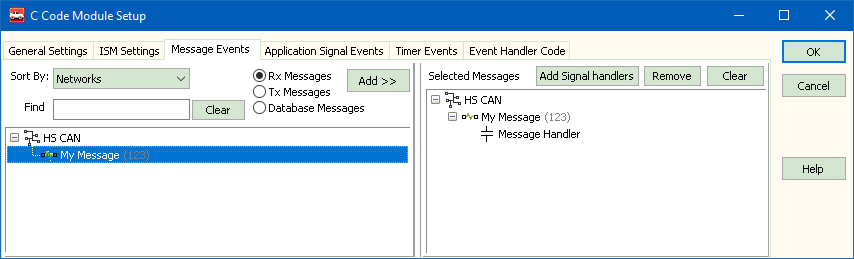 C Code Module Setup
General Settings ISM Settings Message Events Application Signal Events Timer Events Event Handler Code
OK
Cancel
Help
Sort By: Networks
Rx Messages
Tx Messages
Database Messages
Add >>
Find Clear
HS CAN
My Message (123)
Selected Messages Add Signal handlers Remove Clear
HS CAN
My Message (123)
Message Handler